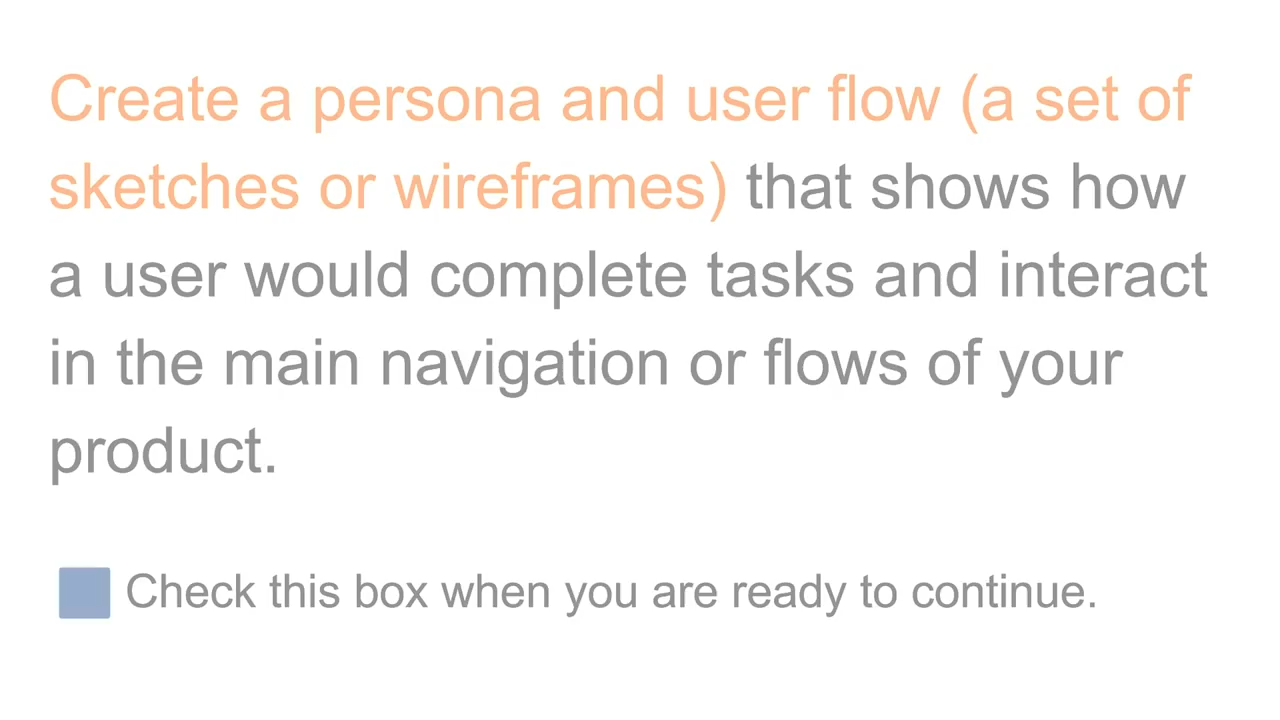 Create a persona and user flow (a set of
sketches or wireframes) that shows how
a user would complete tasks and interact
in the main navigation or flows of your
product.
Check this box when you are ready to continue.